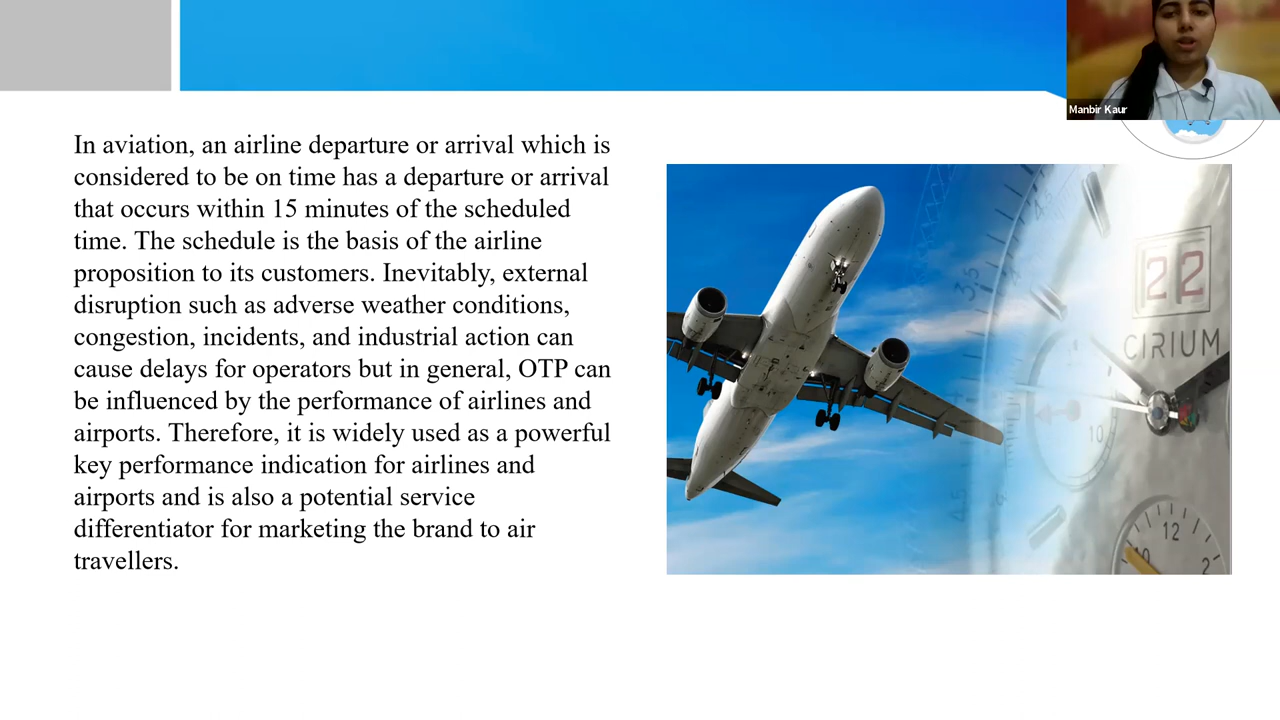 Manbir Kaur
In aviation, an airline departure or arrival which is
considered to be on time has a departure or arrival
that occurs within 15 minutes of the scheduled
time. The schedule is the basis of the airline
proposition to its customers. Inevitably, external
disruption such as adverse weather conditions,
congestion, incidents, and industrial action can
cause delays for operators but in general, OTP can
be influenced by the performance of airlines and
airports. Therefore, it is widely used as a powerful
key performance indication for airlines and
airports and is also a potential service
differentiator for marketing the brand to air
travellers.
22
CIRIUM
10
12
2